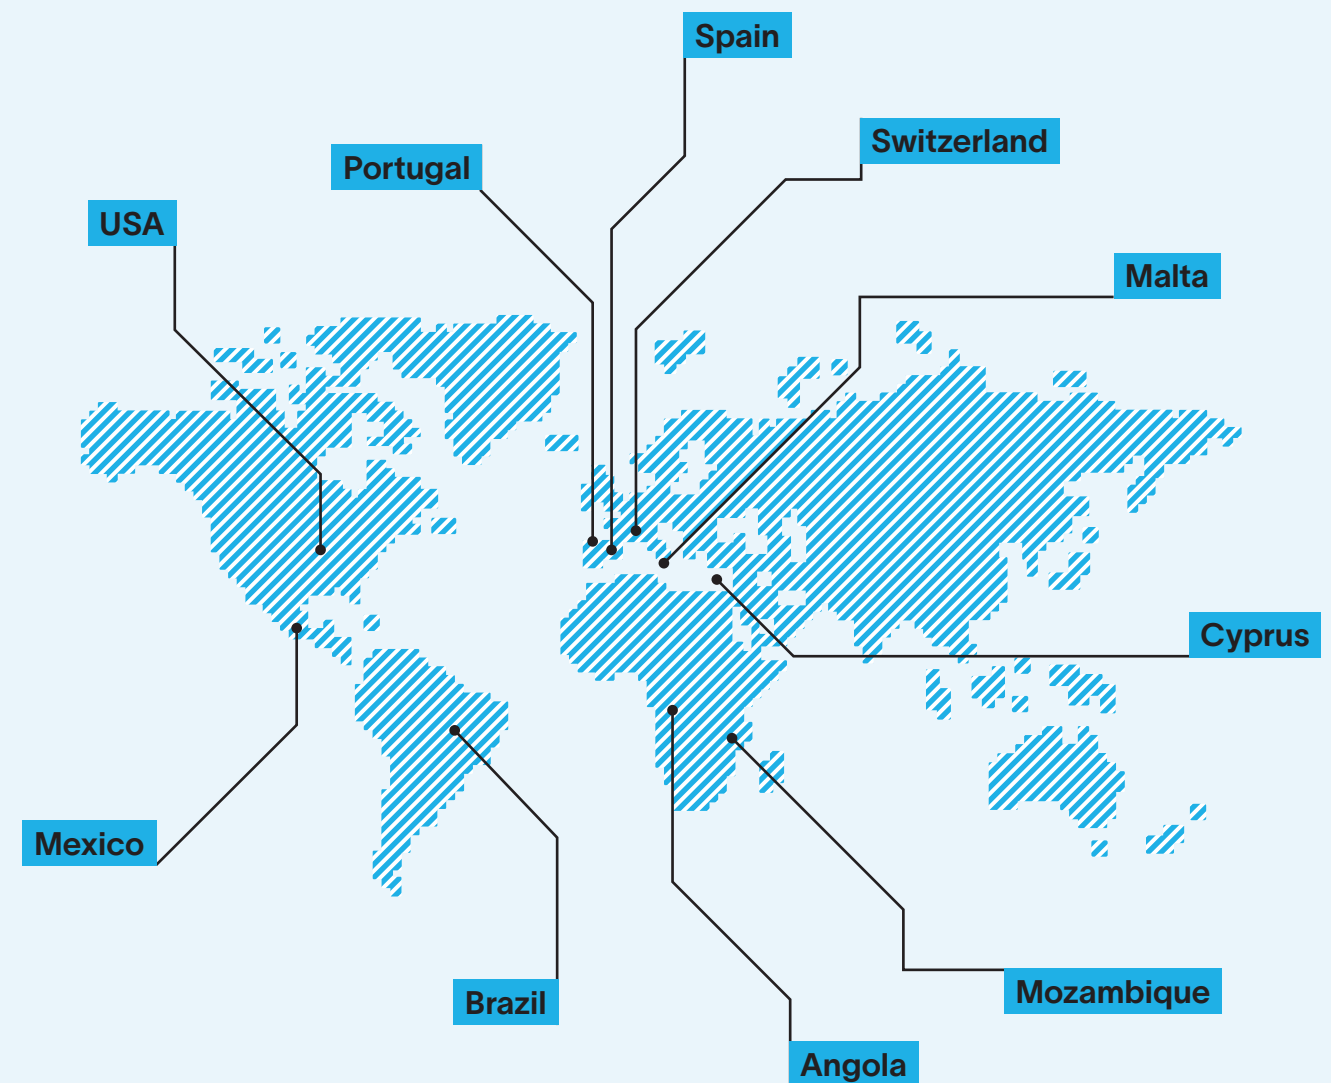 Spain
Switzerland
Portugal
USA
Malta
Cyprus
Mexico
Brazil
Mozambique
Angola